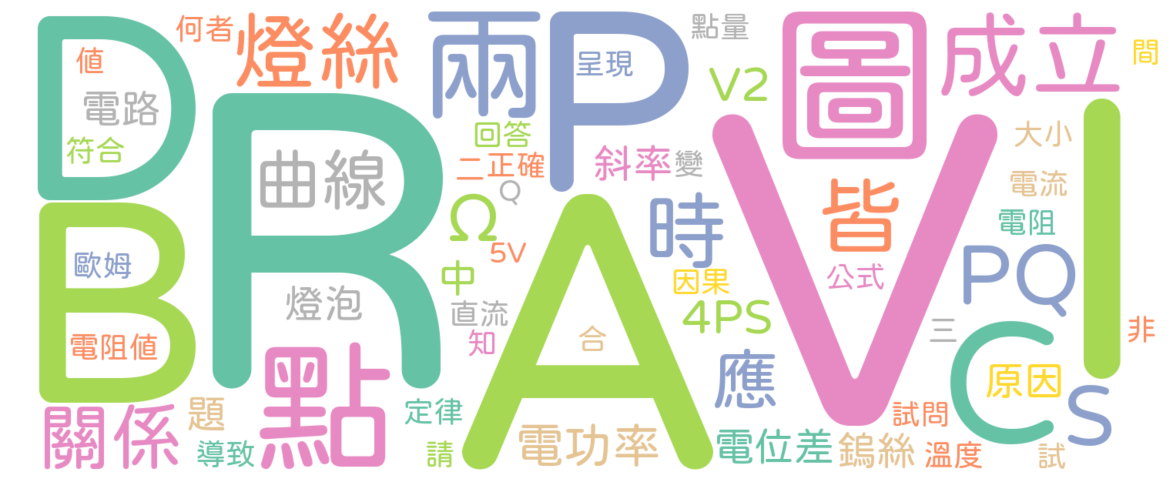 D
R
A
V
I
B
P
C
圖
兩
點
燈絲
成立
時
皆
PQ
S
應
關係
曲線
Ω
4PS
V2
斜率
電功率
電位差
鎢絲
何者
值
電路
符合
呈現
點量
間
回答
二
正確
Q
變
大小
電流
電阻
5V
中
因果
公式
歐姆
電阻值
燈泡
直流
知
合
三
非
原因
題
導致
定律
請
試問
溫度
試